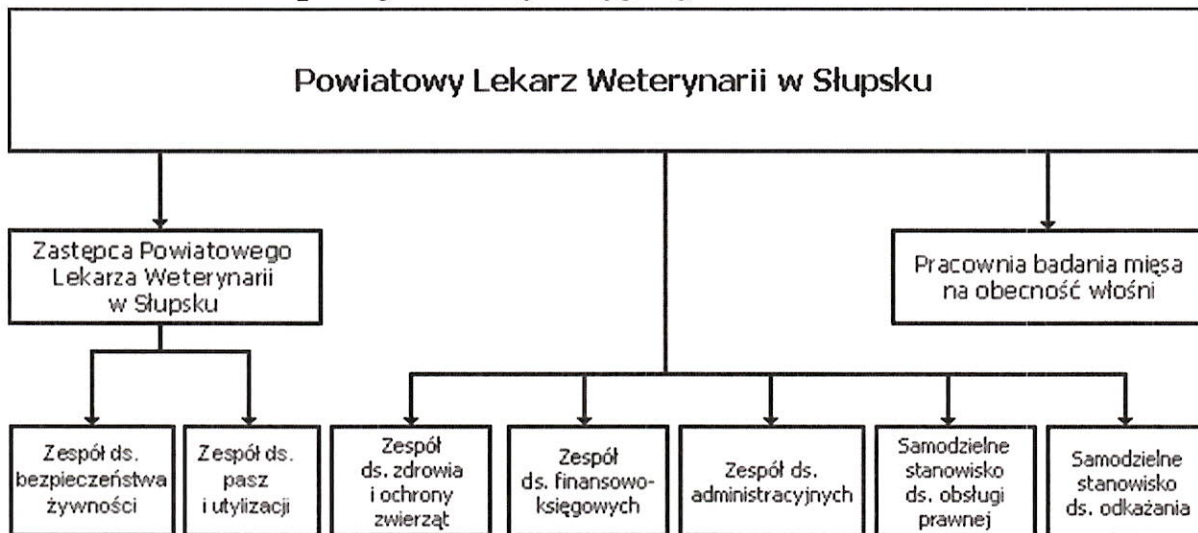 Powiatowy Lekarz Weterynarii w Słupsku
Zastępca Powiatowego
Lekarza Weterynarii
w Słupsku
Pracownia badania mięsa
na obecność włośni
Zespół ds.
bezpieczeństwa
żywności
Zespół ds.
pasz
i utylizacji
Zespół
ds. zdrowia
i ochrony
zwierząt
Zespół
ds. finansowo-
księgowych
Zespół ds.
administracyjnych
Samodzielne
stanowisko
ds. obsługi
prawnej
Samodzielne
stanowisko
ds. odkażania